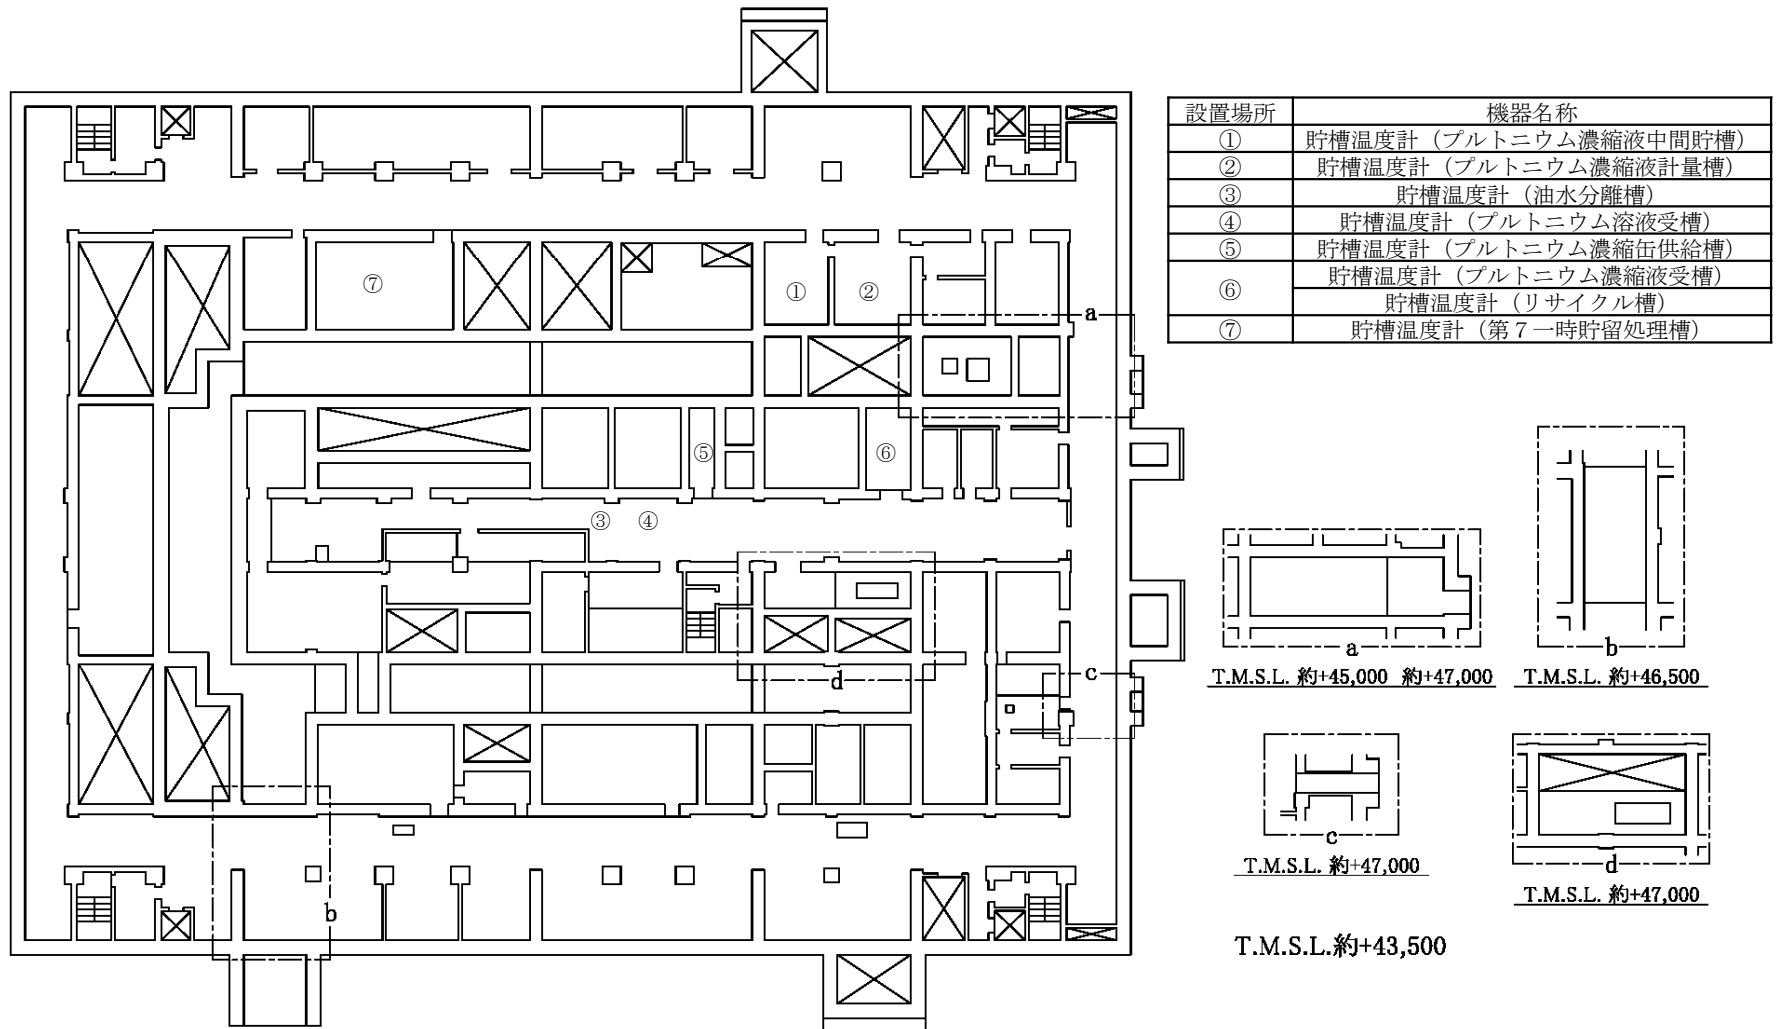 設置場所 機器名称
① 貯槽温度計（プルトニウム濃縮液中間貯槽）
② 貯槽温度計（プルトニウム濃縮液計量槽）
③ 貯槽温度計（油水分離槽）
④ 貯槽温度計（プルトニウム溶液受槽）
⑤ 貯槽温度計（プルトニウム濃縮缶供給槽）
⑥ 貯槽温度計（プルトニウム濃縮液受槽）
貯槽温度計（リサイクル槽）
⑦ 貯槽温度計（第７一時貯留処理槽）
⑦
①
②
a
⑤
⑥
③
④
d
c
b
a
T.M.S.L. 約+45,000 約+47,000
b
T.M.S.L. 約+46,500
c
T.M.S.L. 約+47,000
d
T.M.S.L. 約+47,000
T.M.S.L.約+43,500